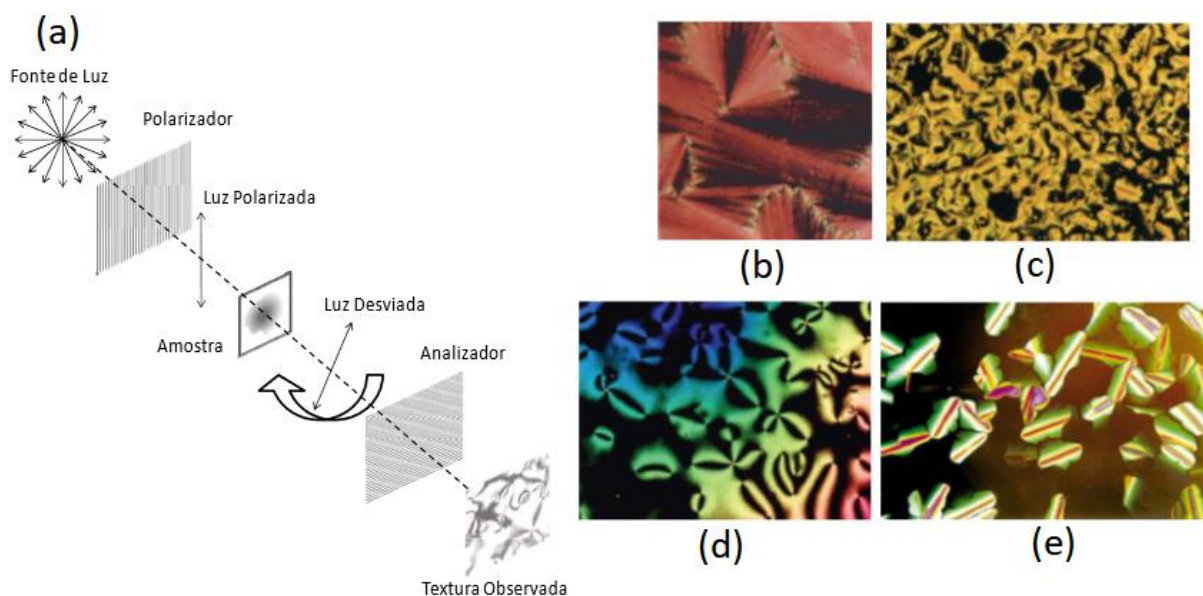 (a)
Fonte de Luz
Polarizador
Luz Polarizada
Amostra
Luz Desviada
Analizador
Textura Observada
(b)
(c)
(d)
(e)